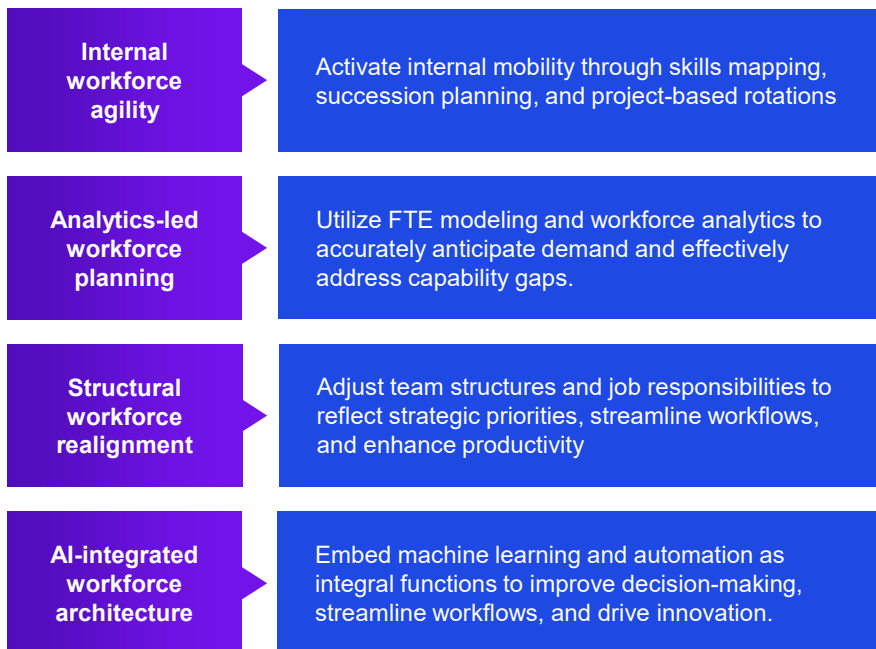 Internal
workforce
agility
Activate internal mobility through skills mapping,
succession planning, and project-based rotations
Analytics-led
workforce
planning
Utilize FTE modeling and workforce analytics to
accurately anticipate demand and effectively
address capability gaps.
Structural
workforce
realignment
Adjust team structures and job responsibilities to
reflect strategic priorities, streamline workflows,
and enhance productivity
AI-integrated
workforce
architecture
Embed machine learning and automation as
integral functions to improve decision-making,
streamline workflows, and drive innovation.